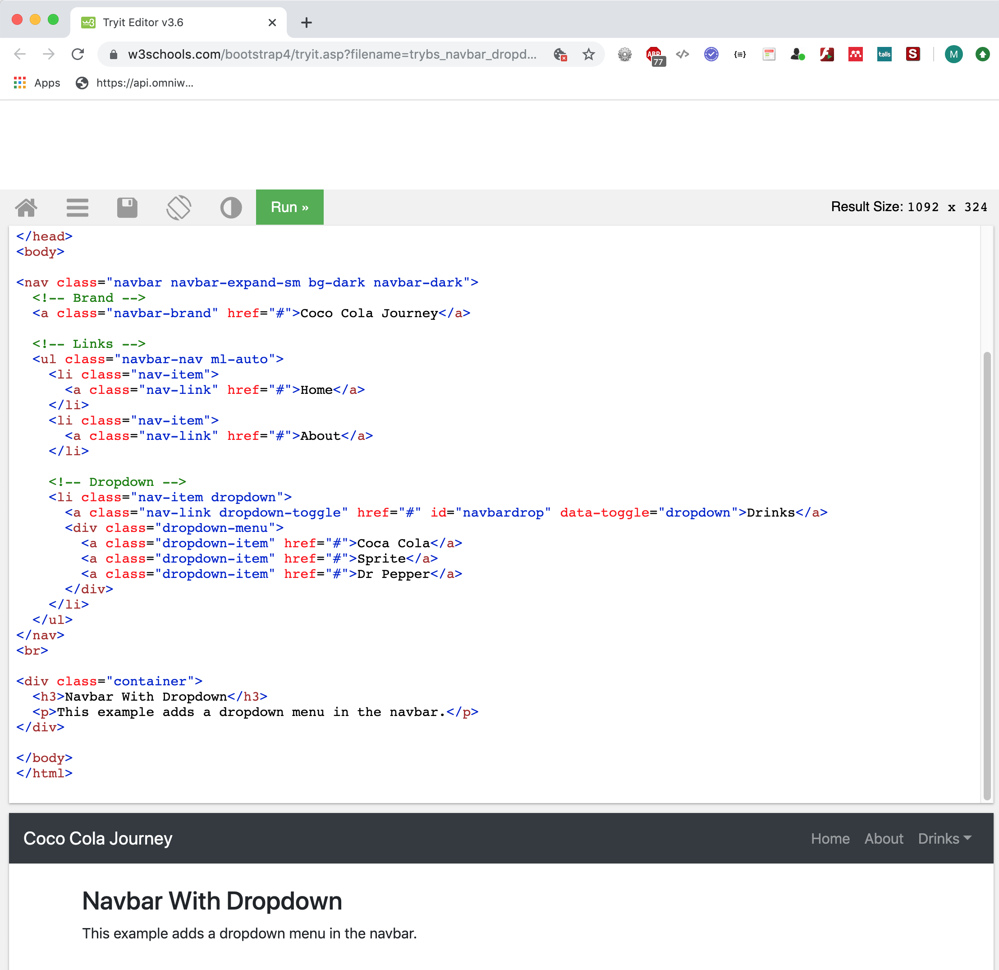 Tryit Editor v3.6
w3schools.com/bootstrap4/tryit.asp?filename=trybs_navbar_dropd...
ABP
77
</>
{=}
talis
S
M
Apps
https://api.omniw...
Run »
Result Size: 1092 x 324
</head>
<body>
<nav class="navbar navbar-expand-sm bg-dark navbar-dark">
  <!-- Brand -->
  <a class="navbar-brand" href="#">Coco Cola Journey</a>
  <!-- Links -->
  <ul class="navbar-nav ml-auto">
    <li class="nav-item">
      <a class="nav-link" href="#">Home</a>
    </li>
    <li class="nav-item">
      <a class="nav-link" href="#">About</a>
    </li>
    <!-- Dropdown -->
    <li class="nav-item dropdown">
      <a class="nav-link dropdown-toggle" href="#" id="navbardrop" data-toggle="dropdown">Drinks</a>
      <div class="dropdown-menu">
        <a class="dropdown-item" href="#">Coca Cola</a>
        <a class="dropdown-item" href="#">Sprite</a>
        <a class="dropdown-item" href="#">Dr Pepper</a>
      </div>
    </li>
  </ul>
</nav>
<br>
<div class="container">
  <h3>Navbar With Dropdown</h3>
  <p>This example adds a dropdown menu in the navbar.</p>
</div>
</body>
</html>
Coco Cola Journey
Home About Drinks
Navbar With Dropdown
This example adds a dropdown menu in the navbar.